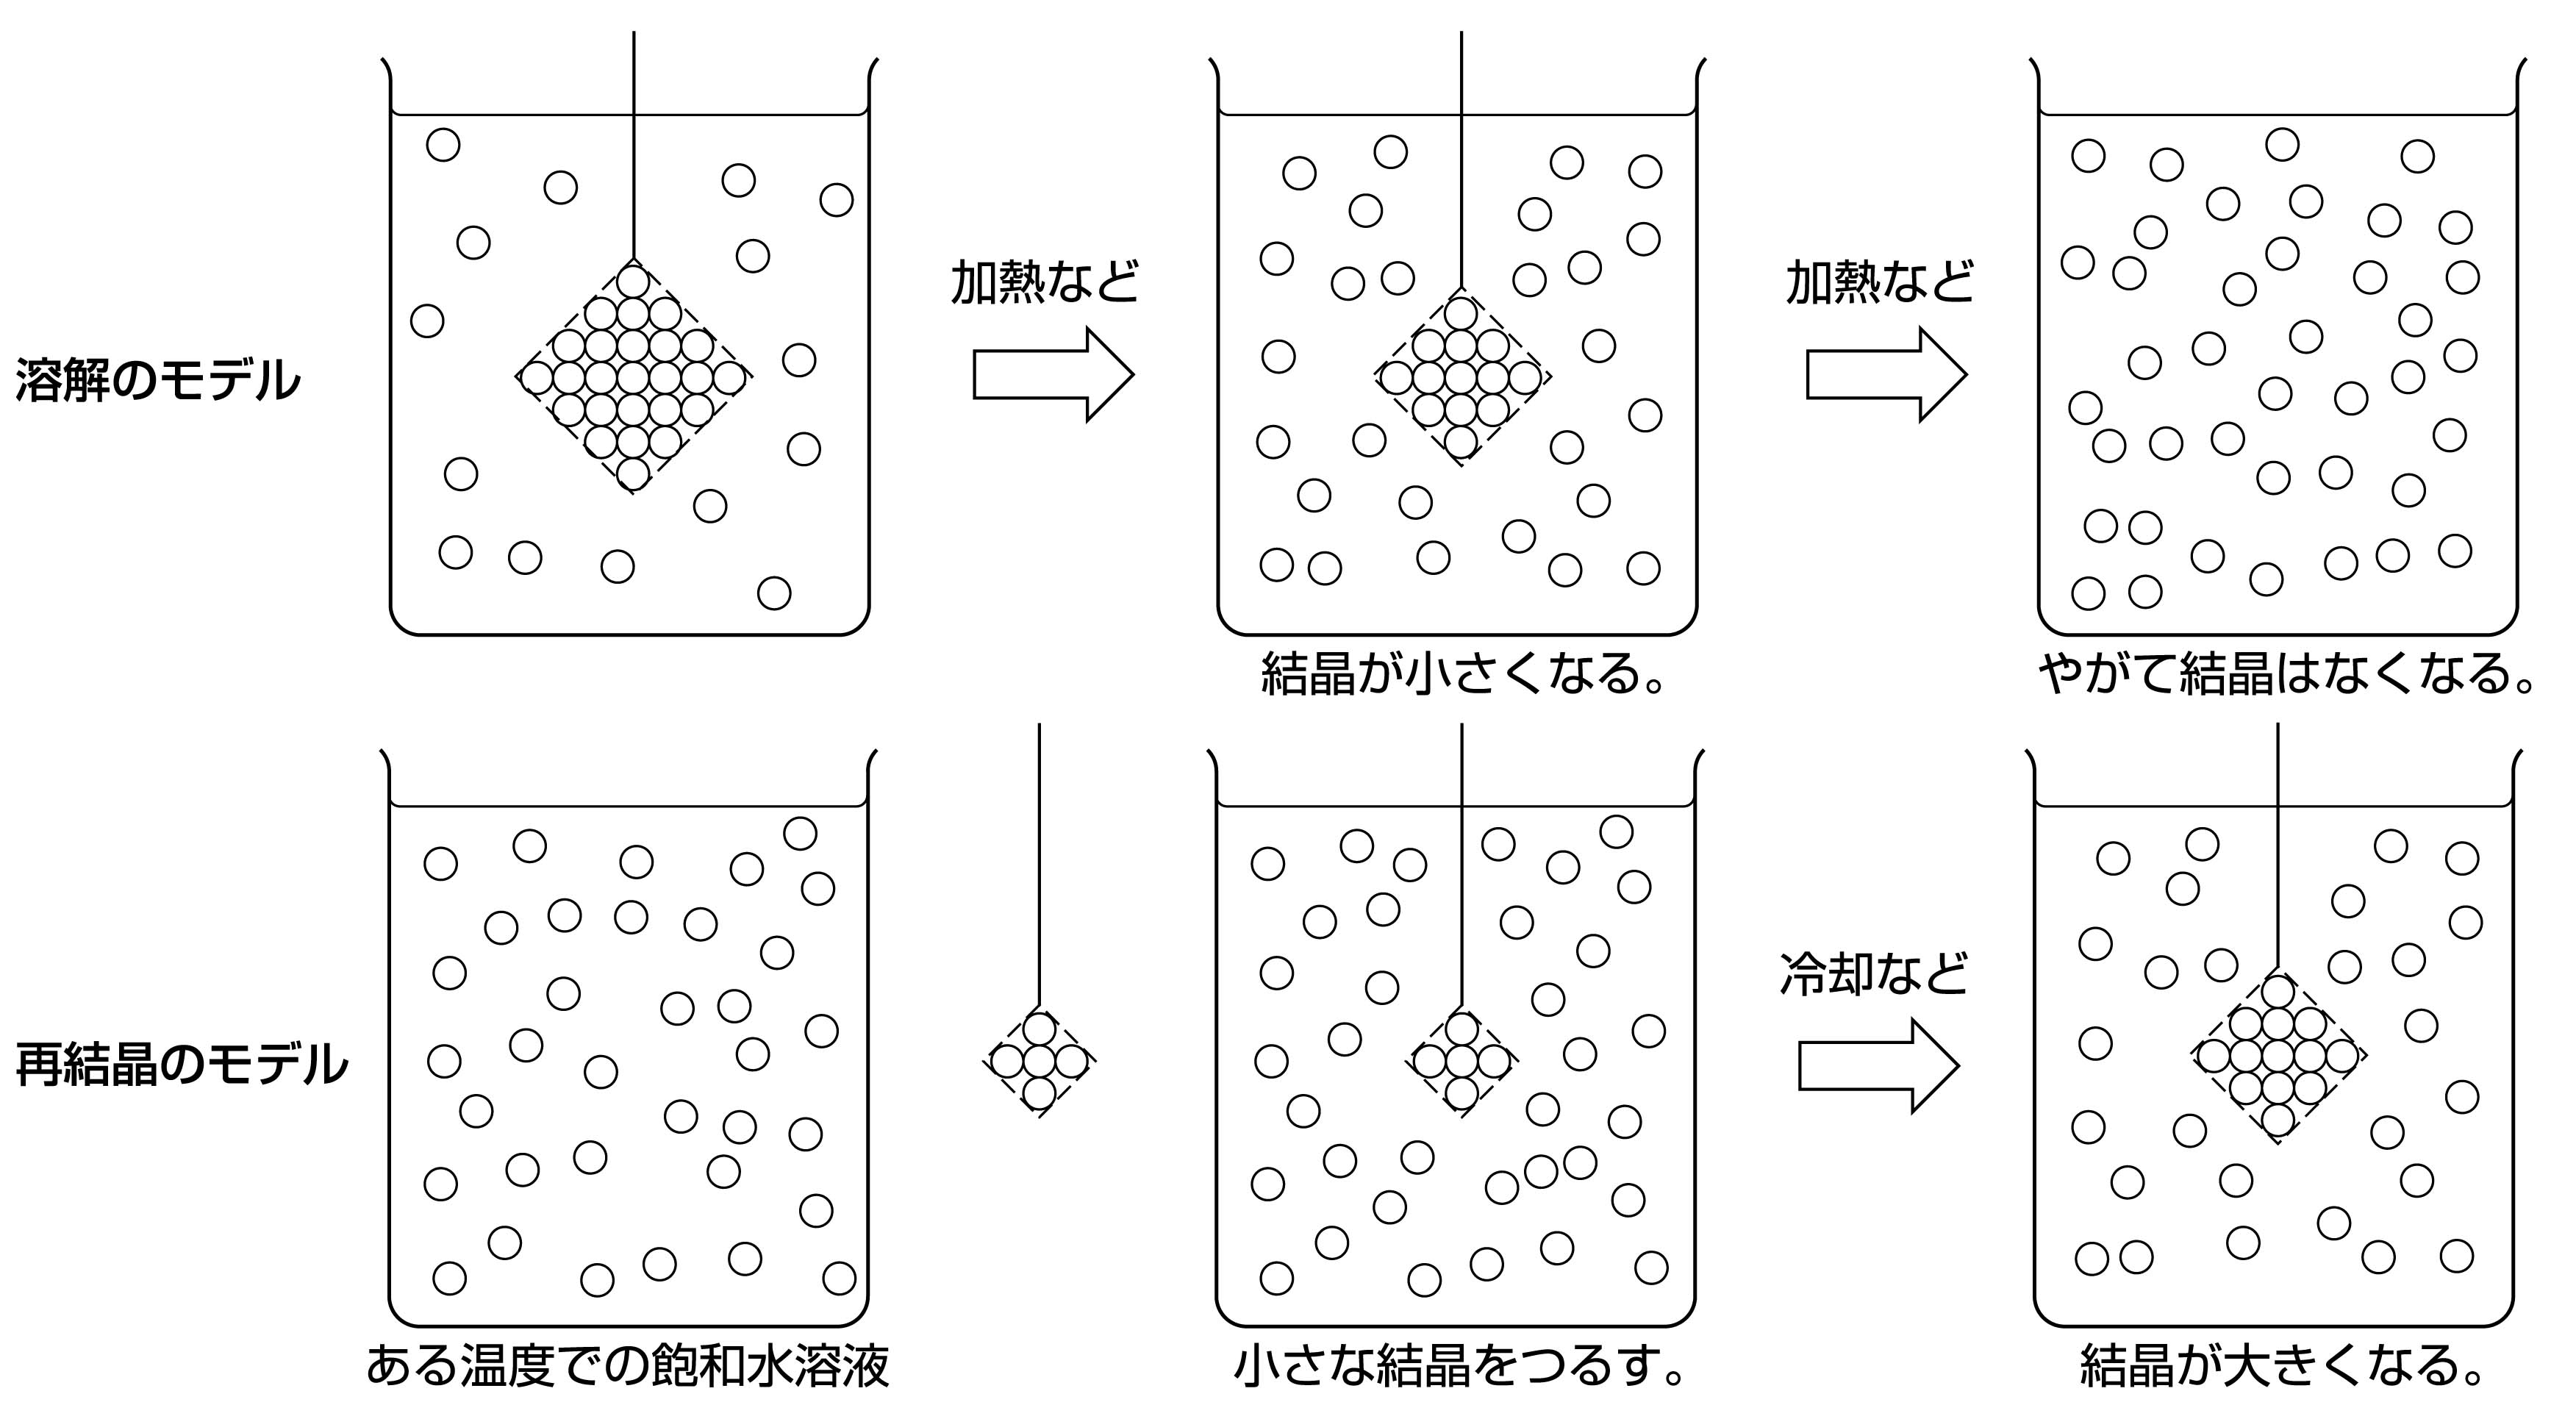 溶解のモデル
加熱など
加熱など
結晶が小さくなる。
やがて結晶はなくなる。
再結晶のモデル
冷却など
ある温度での飽和水溶液
小さな結晶をつるす。
結晶が大きくなる。